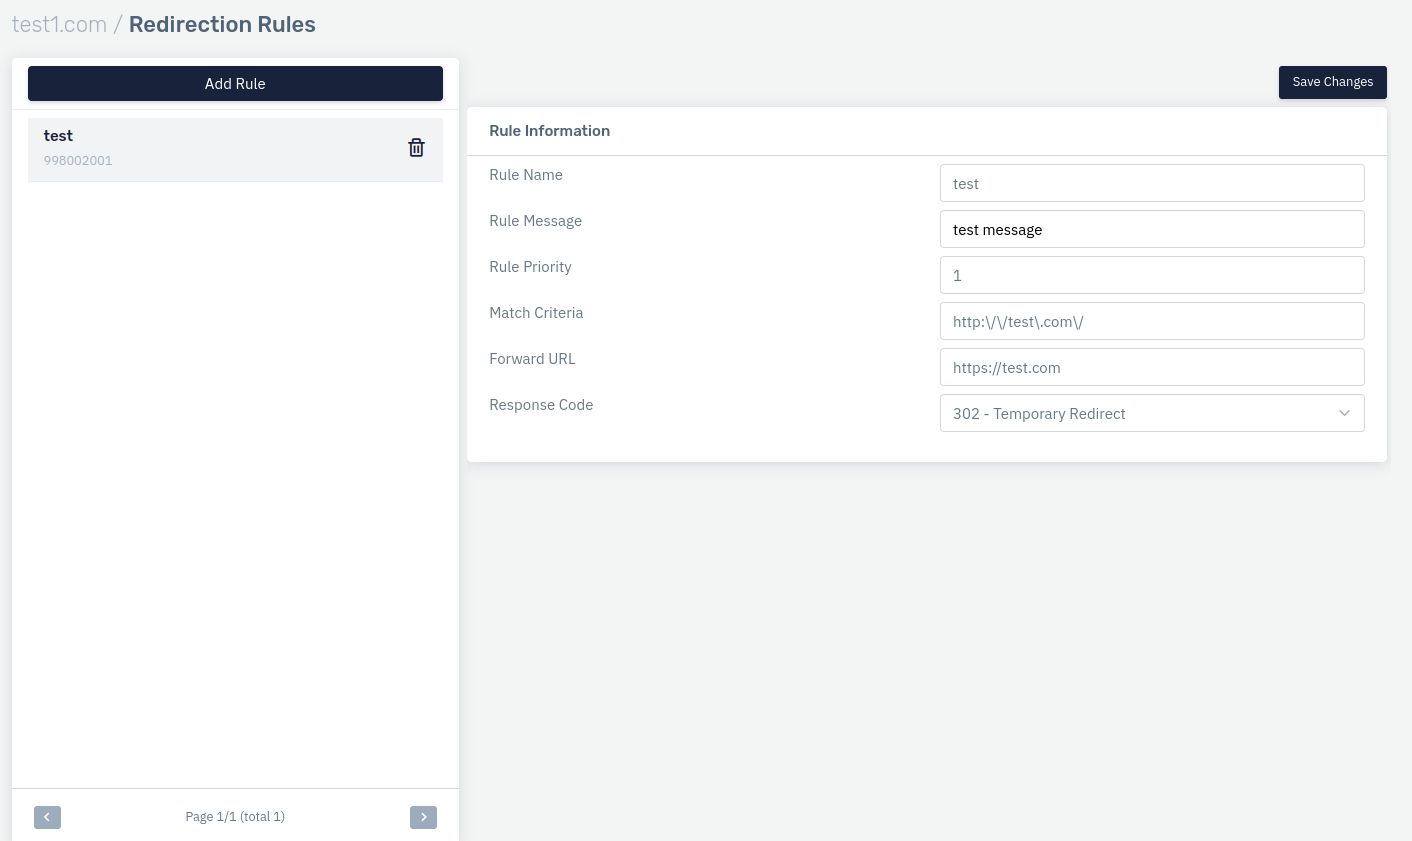 test1.com / Redirection Rules
Add Rule
Save Changes
test
998002001
Rule Information
Rule Name
test
Rule Message
test message
Rule Priority
1
Match Criteria
http:\/\/test\.com\/
Forward URL
https://test.com
Response Code
302 - Temporary Redirect
Page 1/1 (total 1)